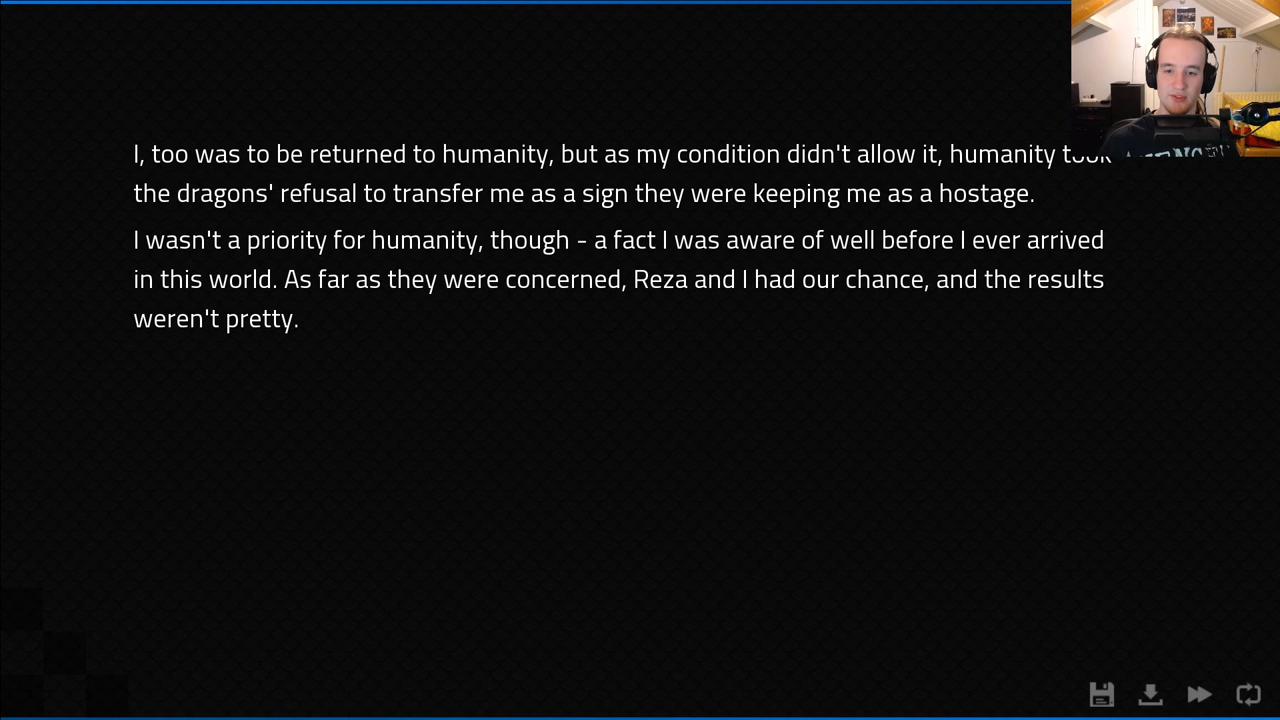 I, too was to be returned to humanity, but as my condition didn't allow it, humanity took
the dragons' refusal to transfer me as a sign they were keeping me as a hostage.
I wasn't a priority for humanity, though - a fact I was aware of well before I ever arrived
in this world. As far as they were concerned, Reza and I had our chance, and the results
weren't pretty.